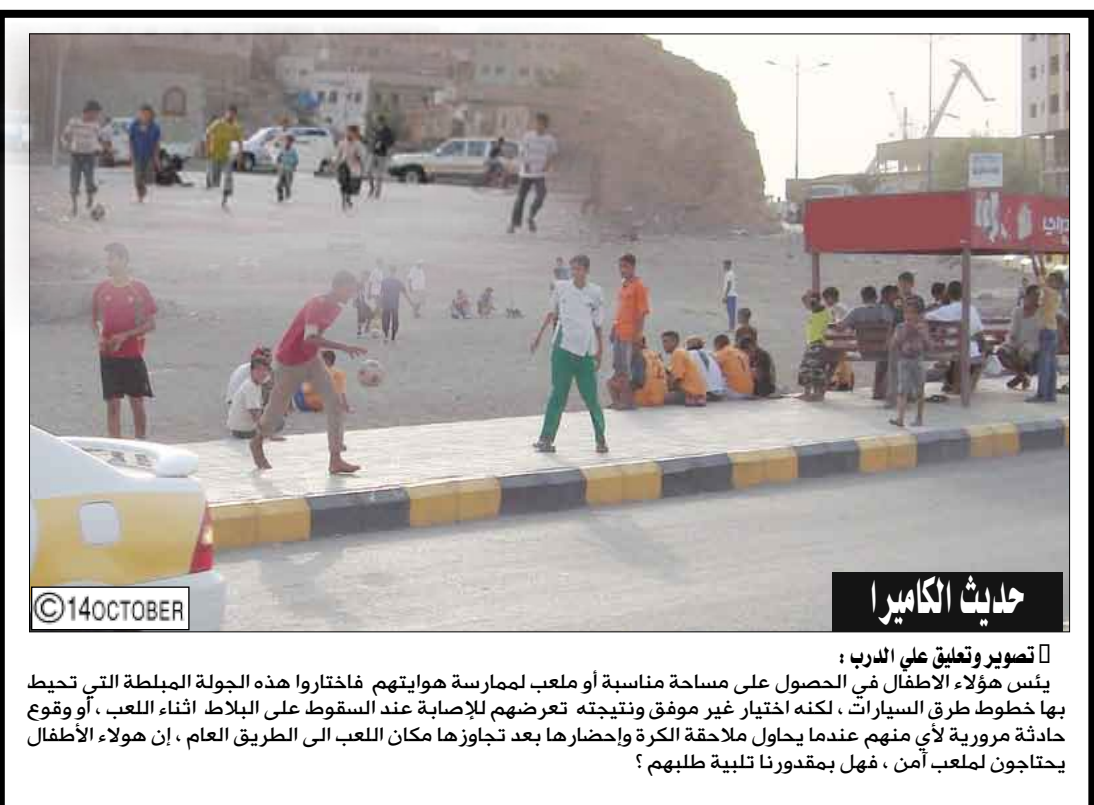 حديث الكاميرا
©14OCTOBER
تصوير وتعليق علي الدرب :
يئس هؤلاء الاطفال في الحصول على مساحة مناسبة أو ملعب لممارسة هوايتهم فاختاروا هذه الجولة المبلطة التي تحيط
بها خطوط طرق السيارات ، لكنه اختيار غير موفق ونتيجته تعرضهم للإصابة عند السقوط على البلاط اثناء اللعب ، أو وقوع
حادثة مرورية لأي منهم عندما يحاول ملاحقة الكرة وإحضارها بعد تجاوزها مكان اللعب الى الطريق العام ، إن هولاء الأطفال
يحتاجون لملعب آمن ، فهل بمقدورنا تلبية طلبهم ؟